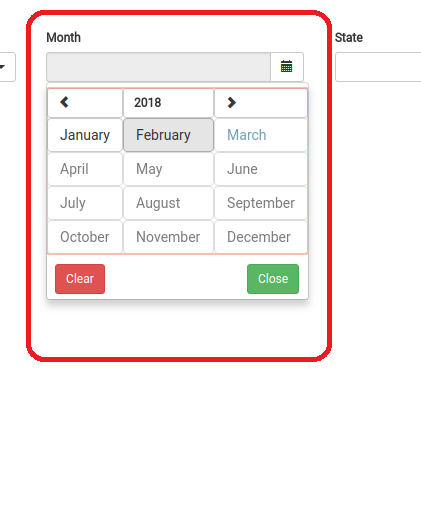 Month
State
2018
January February March
April May June
July August September
October November December
Clear Close